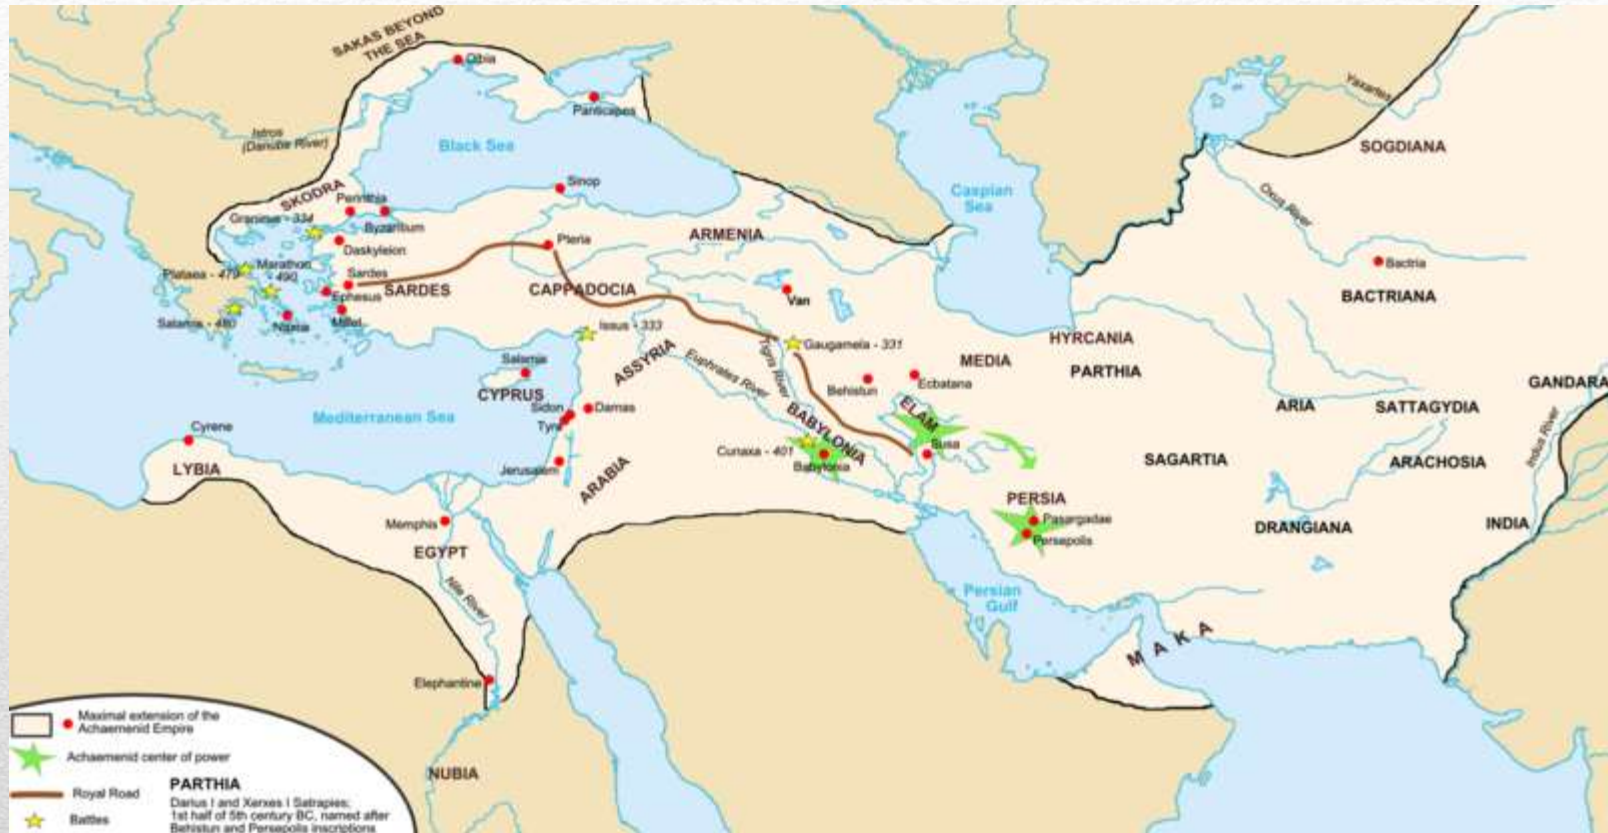 SAKAS BEYOND
THE SEA
Olbia
Panticapea
Yaxartes
Istros
(Danube River)
Black Sea
SOGDIANA
Caspian
Sea
Oxus River
SKODRA
Sinop
Perinthia
Granicus - 334
Byzantium
Daskyleion
Pteria
ARMENIA
Bactria
BACTRIANA
Plataea - 479
Marathon
- 490
Sardes
SARDES
Ephesus
CAPPADOCIA
Van
Salamis - 480
Naxos
Millet
Issus - 333
Tigris River
Gaugamela - 331
HYRCANIA
MEDIA
PARTHIA
ASSYRIA
Euphrates River
Salamis
CYPRUS
Behistun
Ecbatana
GANDARA
ARIA
SATTAGYDIA
Mediterranean Sea
Sidon
Damas
Tyre
BABYLONIA
ELAM
Susa
Indus River
Cyrene
LYBIA
Cunaxa - 401
Babylonia
Jerusalem
ARABIA
SAGARTIA
ARACHOSIA
PERSIA
Pasargadae
Persepolis
Memphis
EGYPT
DRANGIANA
INDIA
Nile River
Persian
Gulf
MAKA
Elephantine
NUBIA
Maximal extension of the
Achaemenid Empire
Achaemenid center of power
Royal Road
Battles
PARTHIA
Darius I and Xerxes I Satrapies;
1st half of 5th century BC, named after
Behistun and Persepolis inscriptions